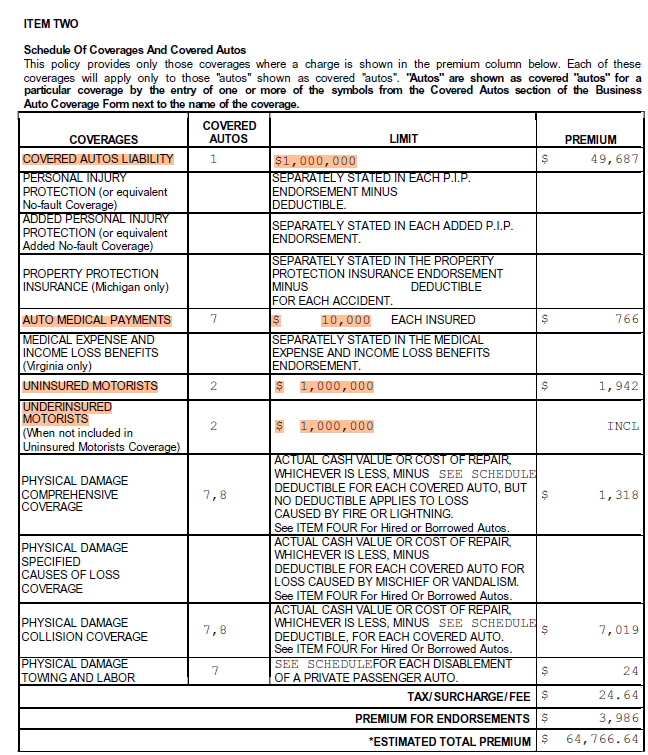 ITEM TWO
Schedule Of Coverages And Covered Autos
This policy provides only those coverages where a charge is shown in the premium column below. Each of these
coverages will apply only to those "autos" shown as covered "autos". "Autos" are shown as covered "autos" for a
particular coverage by the entry of one or more of the symbols from the Covered Autos section of the Business
Auto Coverage Form next to the name of the coverage.
COVERAGES
COVERED
AUTOS
LIMIT
PREMIUM
COVERED AUTOS LIABILITY
1
$1,000,000
$ 49,687
PERSONAL INJURY
PROTECTION (or equivalent
No-fault Coverage)
SEPARATELY STATED IN EACH P.I.P.
ENDORSEMENT MINUS
DEDUCTIBLE.
ADDED PERSONAL INJURY
PROTECTION (or equivalent
Added No-fault Coverage)
SEPARATELY STATED IN EACH ADDED P.I.P.
ENDORSEMENT.
PROPERTY PROTECTION
INSURANCE (Michigan only)
SEPARATELY STATED IN THE PROPERTY
PROTECTION INSURANCE ENDORSEMENT
MINUS DEDUCTIBLE
FOR EACH ACCIDENT.
AUTO MEDICAL PAYMENTS
7
$ 10,000 EACH INSURED
$ 766
MEDICAL EXPENSE AND
INCOME LOSS BENEFITS
(Virginia only)
SEPARATELY STATED IN THE MEDICAL
EXPENSE AND INCOME LOSS BENEFITS
ENDORSEMENT.
UNINSURED MOTORISTS
2
$ 1,000,000
$ 1,942
UNDERINSURED
MOTORISTS
(When not included in
Uninsured Motorists Coverage)
2
$ 1,000,000
INCL
PHYSICAL DAMAGE
COMPREHENSIVE
COVERAGE
7,8
ACTUAL CASH VALUE OR COST OF REPAIR,
WHICHEVER IS LESS, MINUS SEE SCHEDULE
DEDUCTIBLE FOR EACH COVERED AUTO, BUT
NO DEDUCTIBLE APPLIES TO LOSS
CAUSED BY FIRE OR LIGHTNING.
See ITEM FOUR For Hired or Borrowed Autos.
$ 1,318
PHYSICAL DAMAGE
SPECIFIED
CAUSES OF LOSS
COVERAGE
ACTUAL CASH VALUE OR COST OF REPAIR,
WHICHEVER IS LESS, MINUS
DEDUCTIBLE FOR EACH COVERED AUTO FOR
LOSS CAUSED BY MISCHIEF OR VANDALISM.
See ITEM FOUR For Hired Or Borrowed Autos.
PHYSICAL DAMAGE
COLLISION COVERAGE
7,8
ACTUAL CASH VALUE OR COST OF REPAIR,
WHICHEVER IS LESS, MINUS SEE SCHEDULE
DEDUCTIBLE, FOR EACH COVERED AUTO.
See ITEM FOUR For Hired Or Borrowed Autos.
$ 7,019
PHYSICAL DAMAGE
TOWING AND LABOR
7
SEE SCHEDULEFOR EACH DISABLEMENT
OF A PRIVATE PASSENGER AUTO.
$ 24
TAX/SURCHARGE/FEE $ 24.64
PREMIUM FOR ENDORSEMENTS $ 3,986
*ESTIMATED TOTAL PREMIUM $ 64,766.64